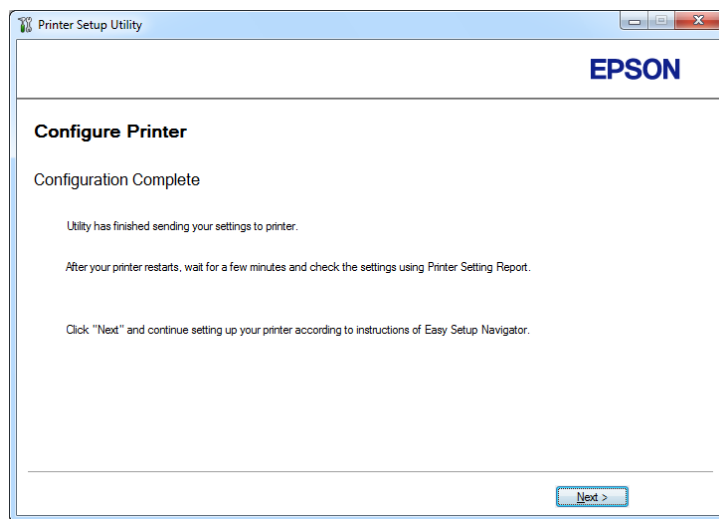 Printer Setup Utility
EPSON
Configure Printer
Configuration Complete
Utility has finished sending your settings to printer.
After your printer restarts, wait for a few minutes and check the settings using Printer Setting Report.
Click "Next" and continue setting up your printer according to instructions of Easy Setup Navigator.
Next >